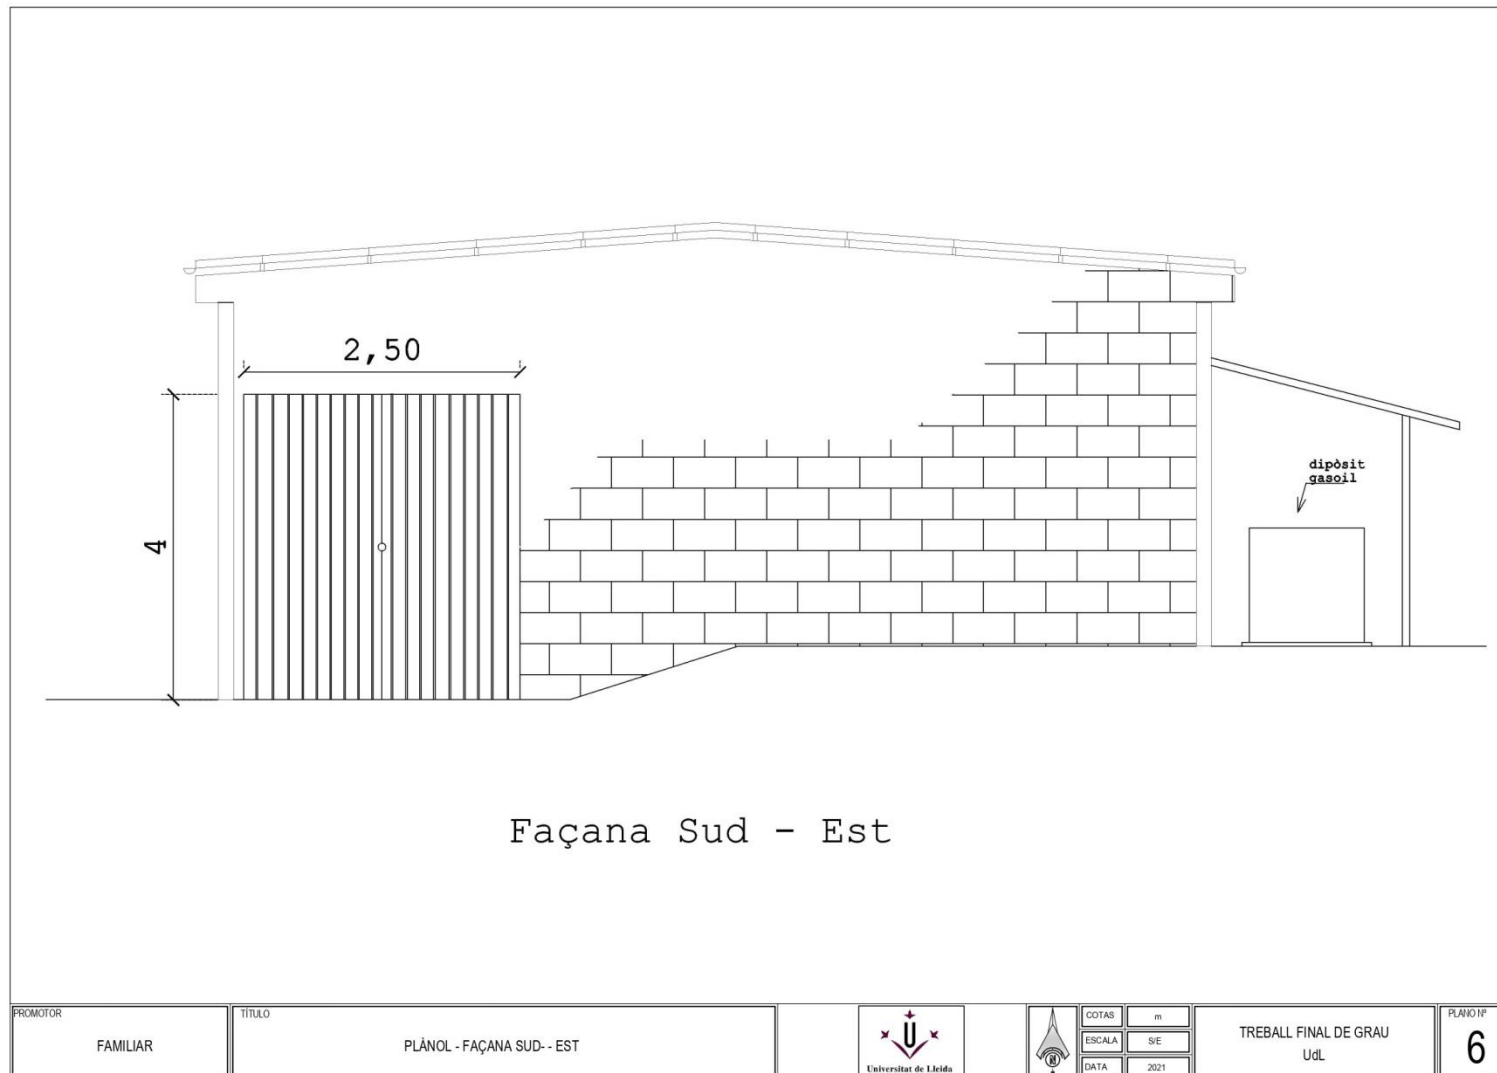 2,50
4
dipòsit
gasoil
Façana Sud - Est
PROMOTOR
FAMILIAR
TÍTULO
PLÀNOL - FAÇANA SUD- - EST
U
Universitat de Lleida
N
COTAS m
ESCALA S/E
DATA 2021
TREBALL FINAL DE GRAU
UdL
PLANO Nº
6